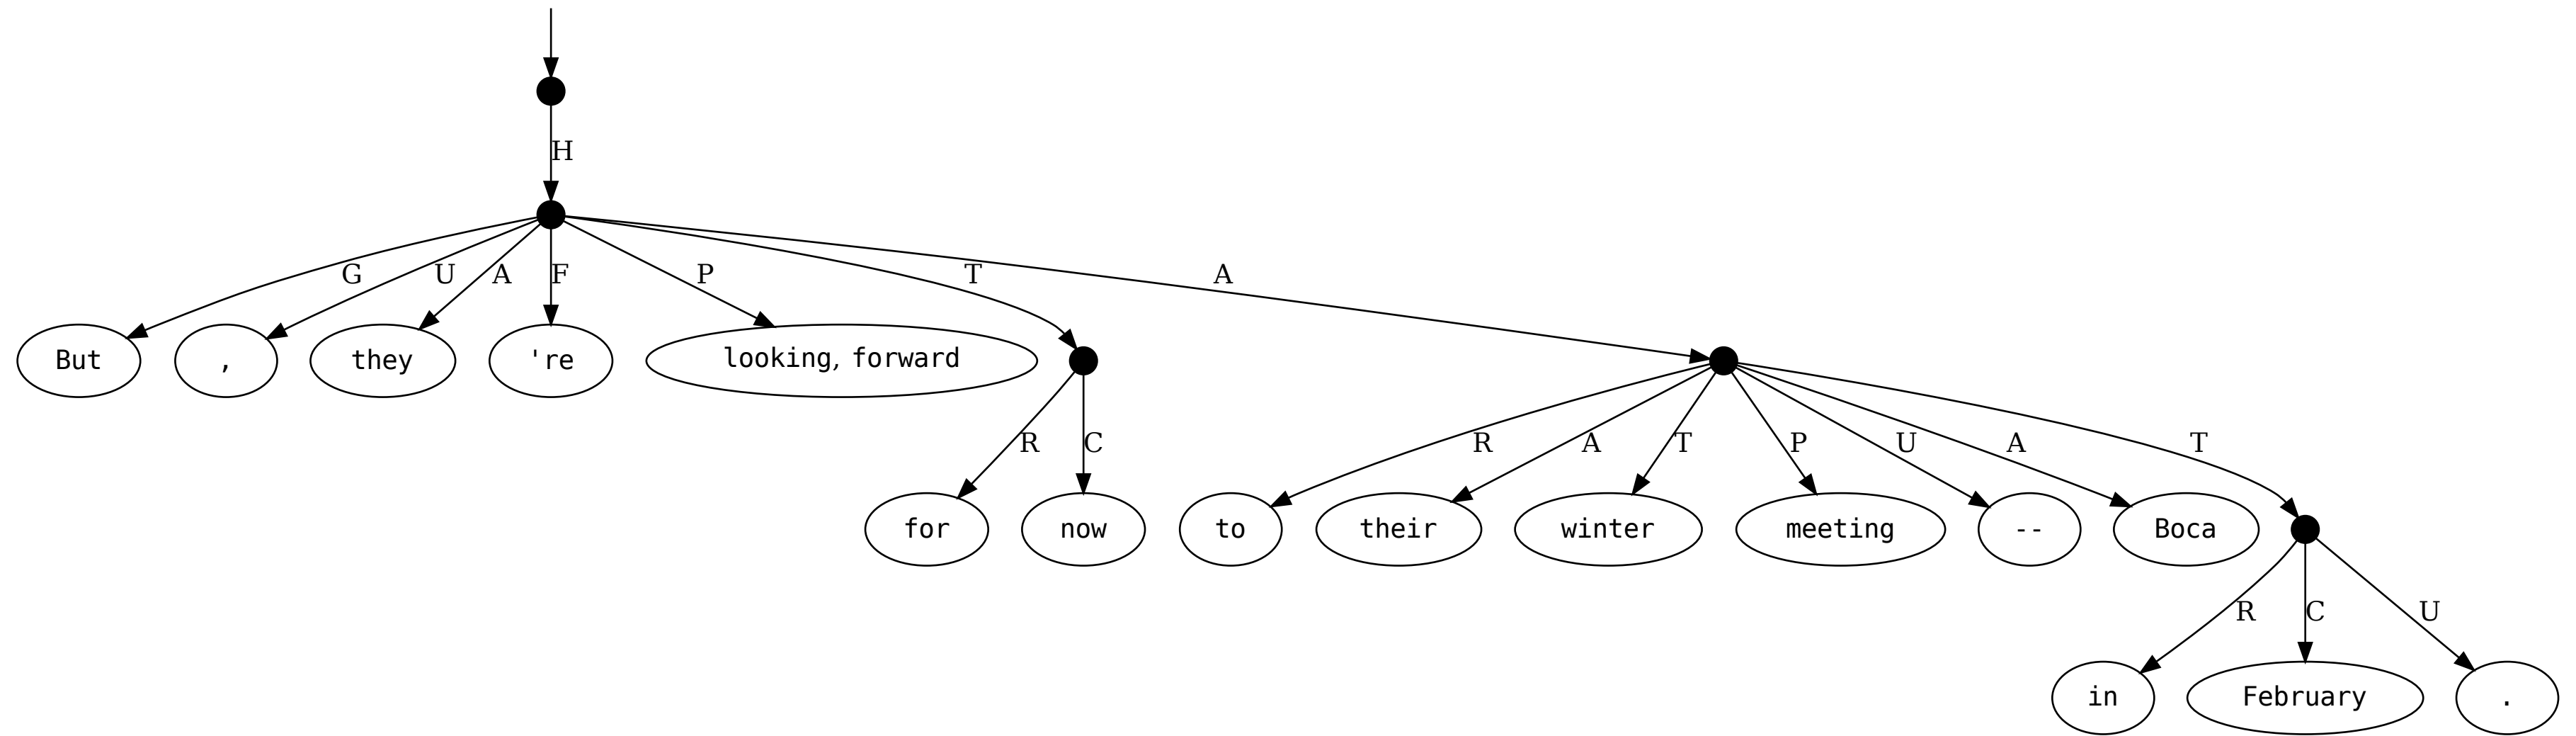 H
G U A F P T A
But , they 're looking, forward
R C R A T P U A T
for now to their winter meeting -- Boca
R C U
in February .